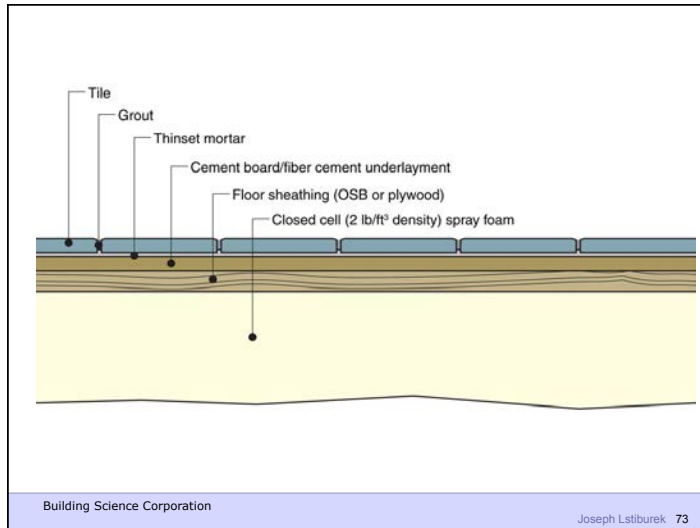 Tile
Grout
Thinset mortar
Cement board/fiber cement underlayment
Floor sheathing (OSB or plywood)
Closed cell (2 lb/ft³ density) spray foam
Building Science Corporation
Joseph Lstiburek 73